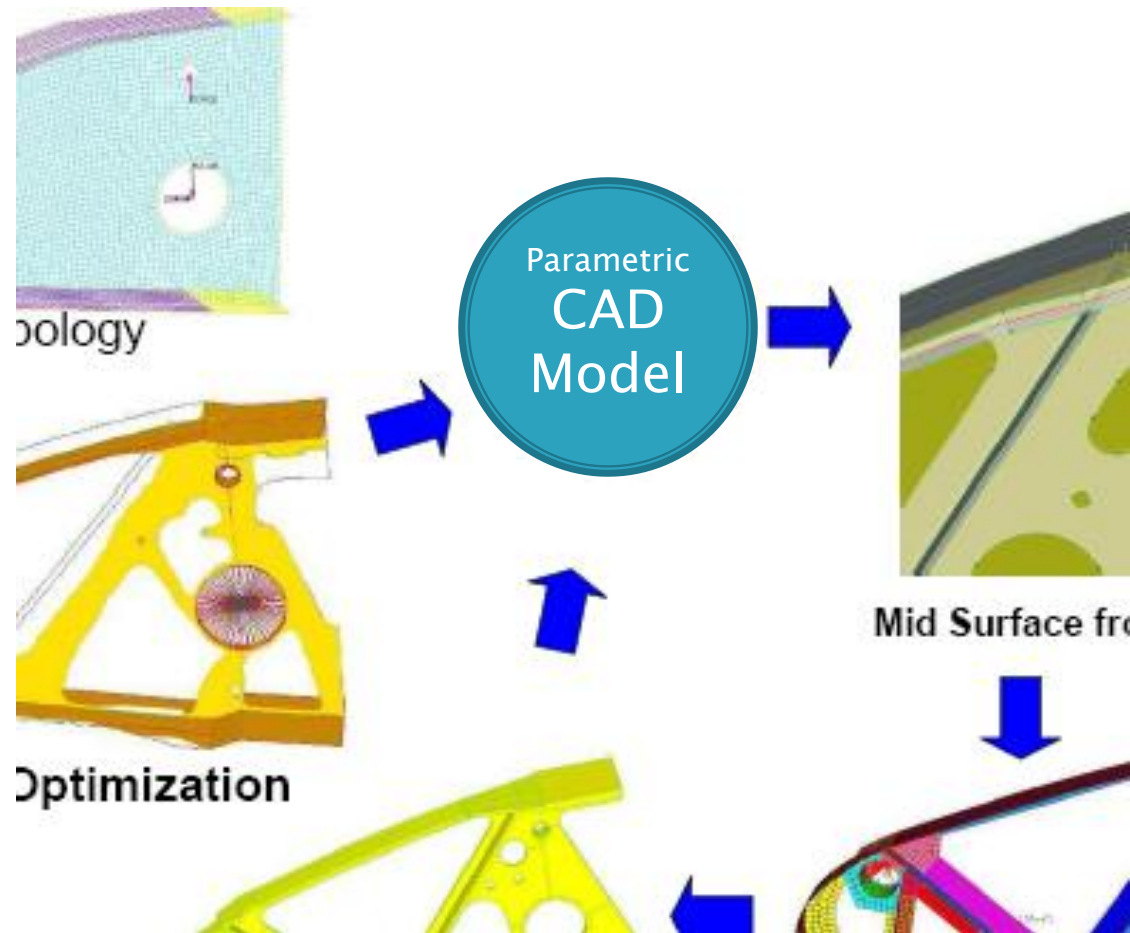 pology
Parametric
CAD
Model
Mid Surface fro
Optimization